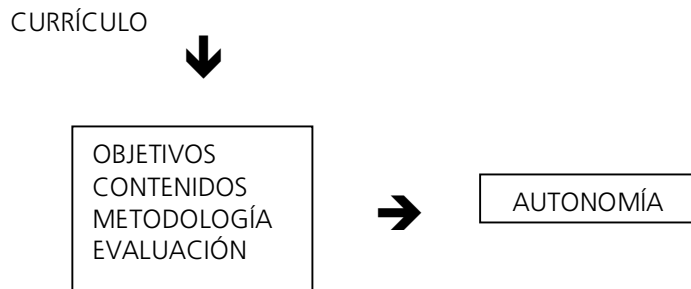 CURRÍCULO
OBJETIVOS
CONTENIDOS
METODOLOGÍA
EVALUACIÓN
AUTONOMÍA